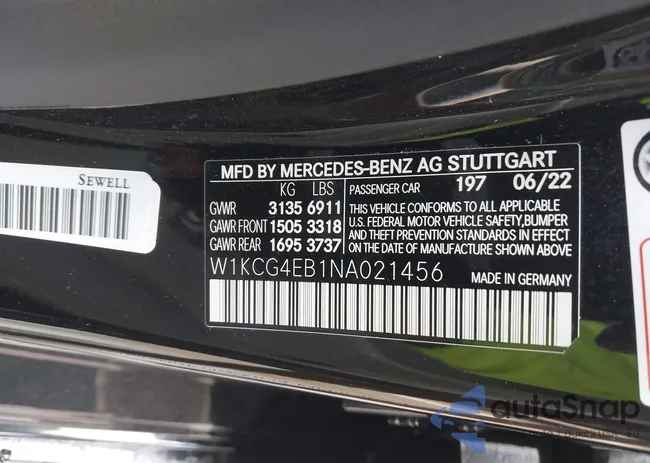 SEWELL
MFD BY MERCEDES-BENZ AG STUTTGART
KG LBS
GVWR 3135 6911
GAWR FRONT 1505 3318
GAWR REAR 1695 3737
PASSENGER CAR 197 06/22
THIS VEHICLE CONFORMS TO ALL APPLICABLE
U.S. FEDERAL MOTOR VEHICLE SAFETY,BUMPER
AND THEFT PREVENTION STANDARDS IN EFFECT
ON THE DATE OF MANUFACTURE SHOWN ABOVE
W1KCG4EB1NA021456
MADE IN GERMANY
autoSnap